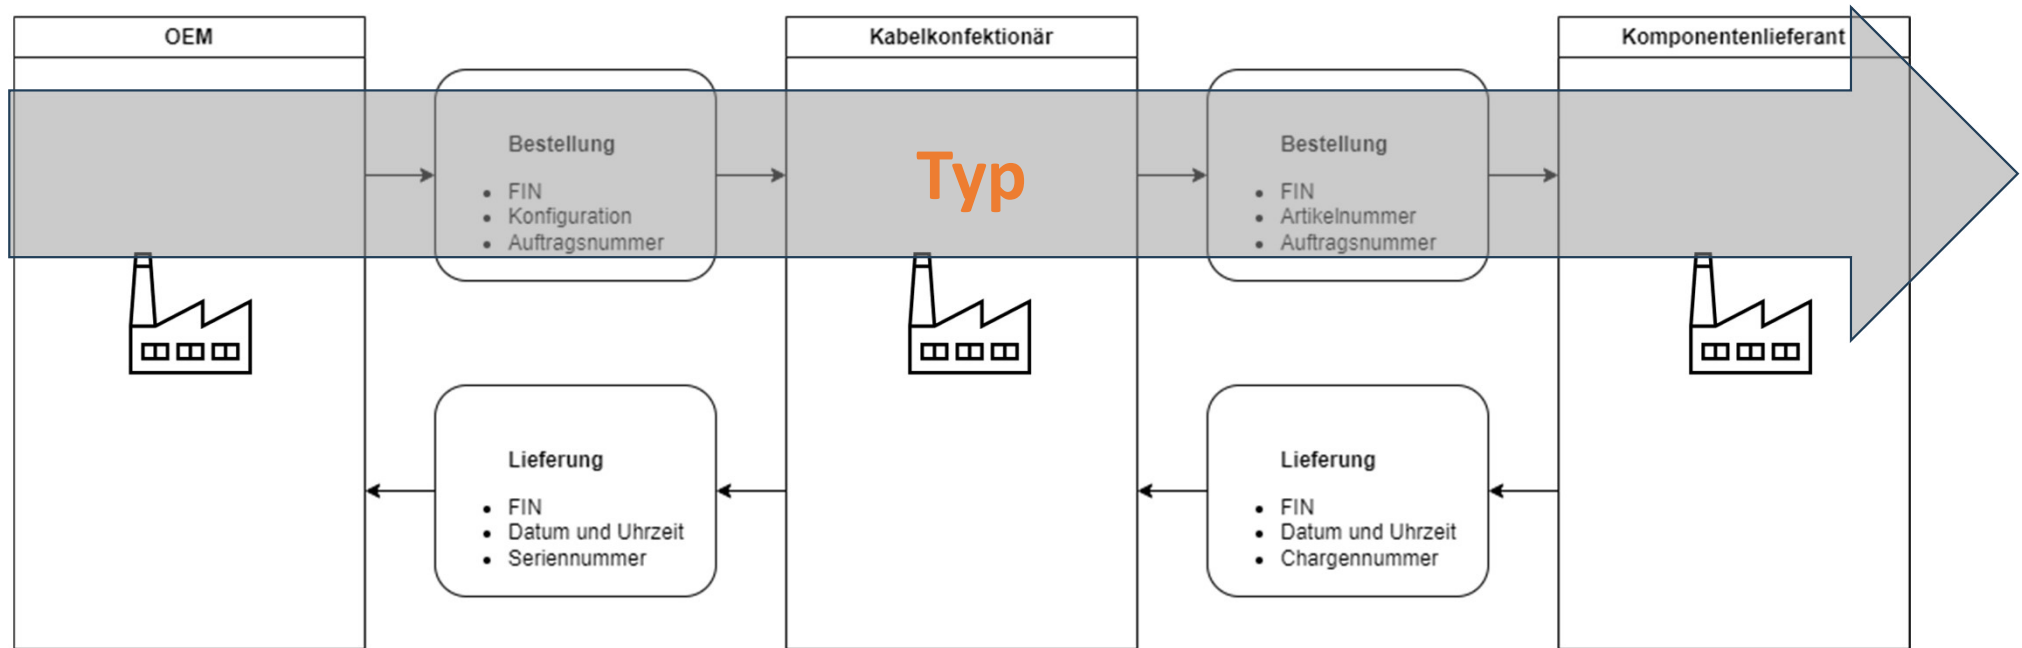 OEM
Kabelkonfektionär
Komponentenlieferant
Bestellung
• FIN
• Konfiguration
• Auftragsnummer
Typ
Bestellung
• FIN
• Artikelnummer
• Auftragsnummer
Lieferung
• FIN
• Datum und Uhrzeit
• Seriennummer
Lieferung
• FIN
• Datum und Uhrzeit
• Chargennummer